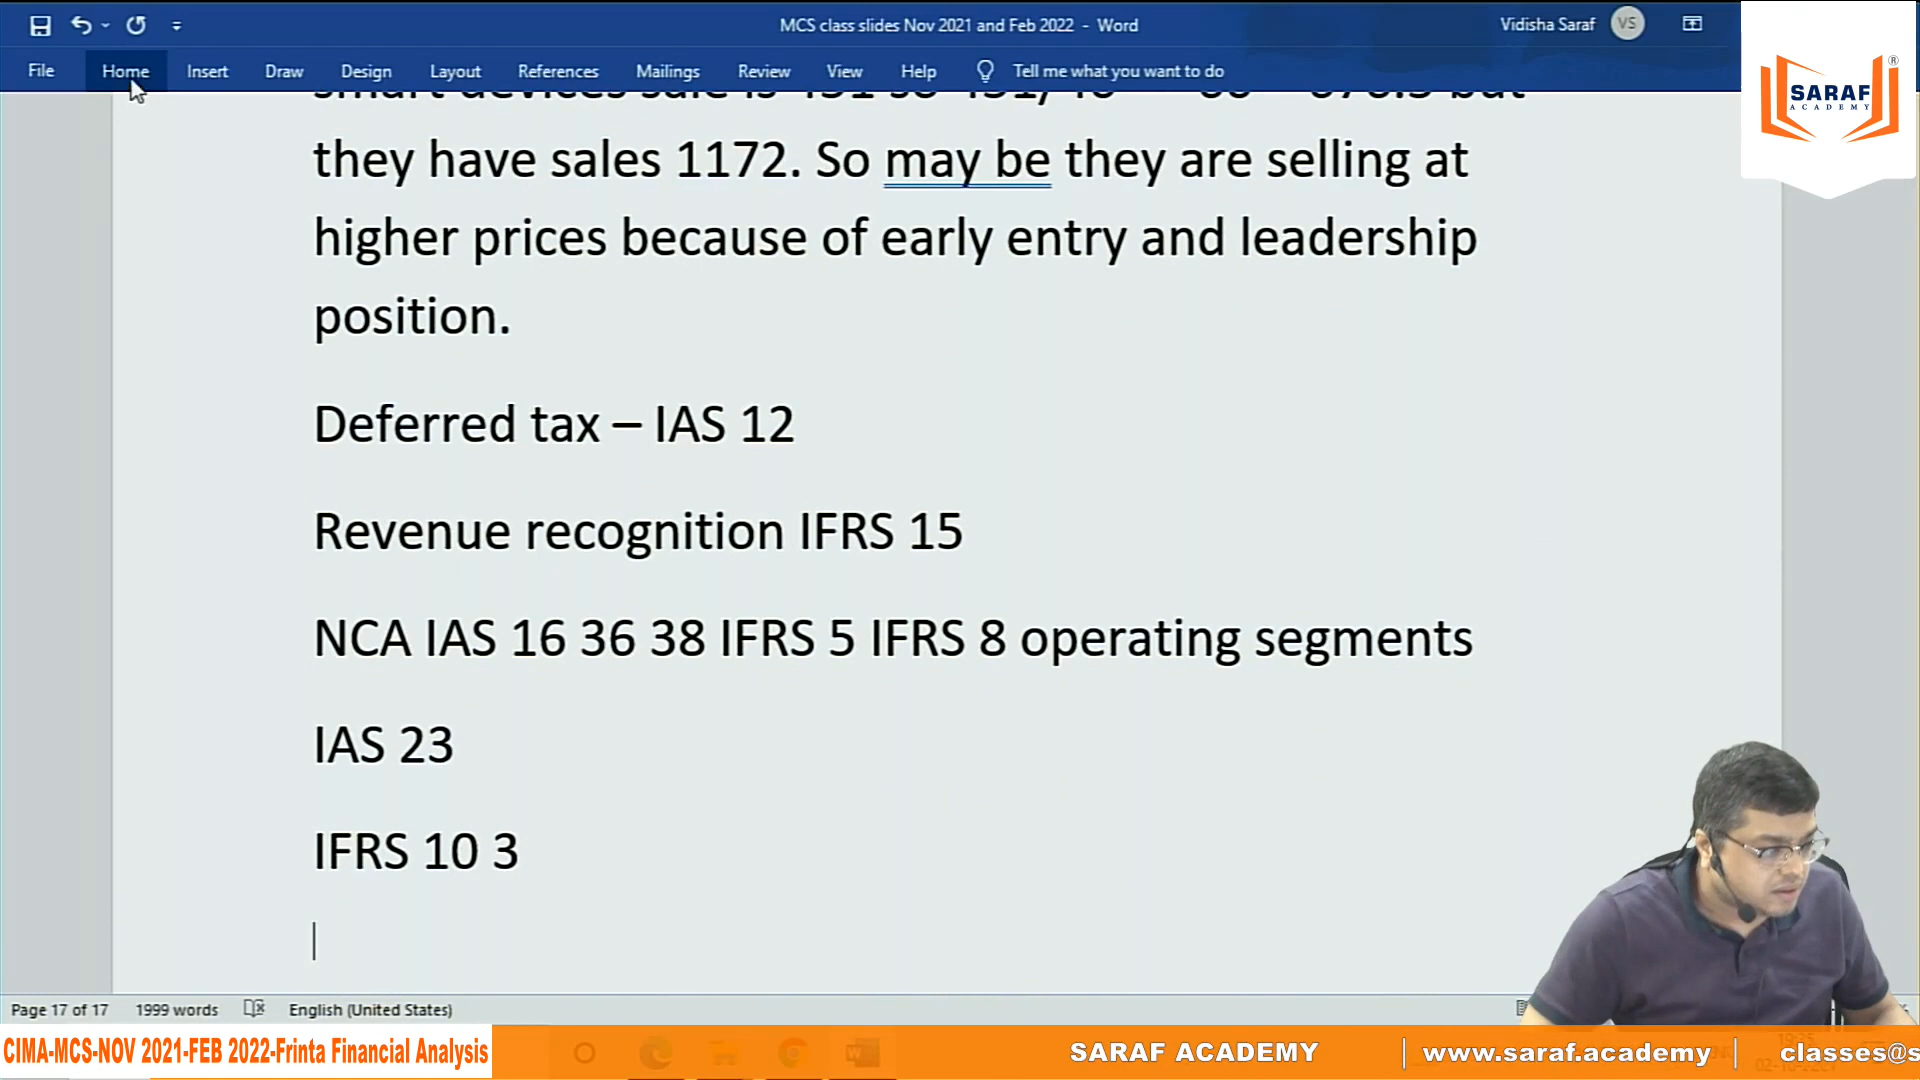 MCS class slides Nov 2021 and Feb 2022 - Word
Vidisha Saraf
VS
File Home Insert Draw Design Layout References Mailings Review View Help Tell me what you want to do
SARAF
ACADEMY
®
they have sales 1172. So may be they are selling at
higher prices because of early entry and leadership
position.
Deferred tax – IAS 12
Revenue recognition IFRS 15
NCA IAS 16 36 38 IFRS 5 IFRS 8 operating segments
IAS 23
IFRS 10 3
Page 17 of 17 1999 words English (United States)
CIMA-MCS-NOV 2021-FEB 2022-Frinta Financial Analysis
SARAF ACADEMY | www.saraf.academy | classes@s